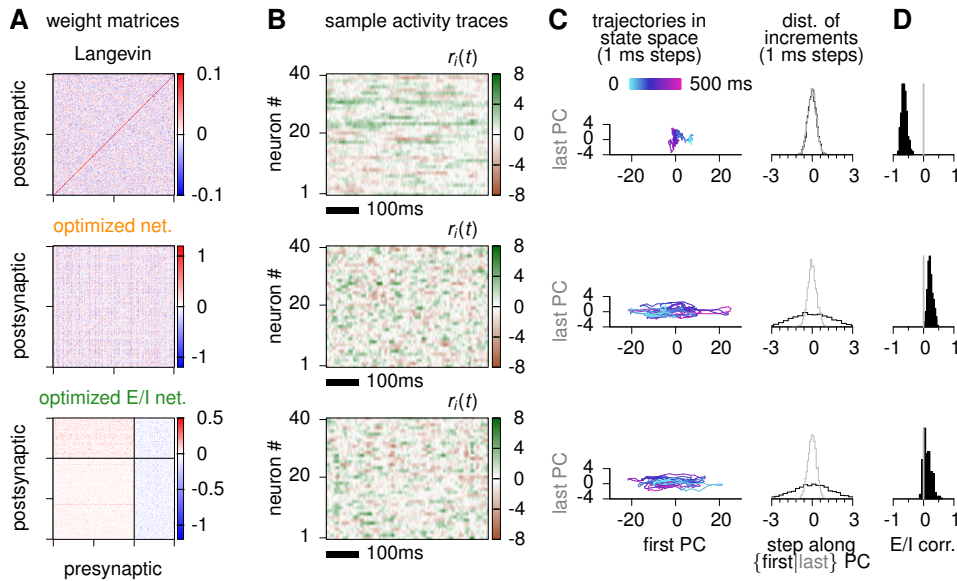 A weight matrices
B sample activity traces
C trajectories in state space (1 ms steps)
dist. of increments (1 ms steps)
D
Langevin
postsynaptic
0.1
0
-0.1
r_i(t)
neuron #
40
20
1
8
4
0
-4
-8
100ms
0 500 ms
last PC
4
0
-4
-20 0 20
-3 0 3
-1 0 1
optimized net.
postsynaptic
1
0
-1
r_i(t)
neuron #
40
20
1
8
4
0
-4
-8
100ms
last PC
4
0
-4
-20 0 20
-3 0 3
-1 0 1
optimized E/I net.
postsynaptic
0.5
0
-0.5
-1
presynaptic
r_i(t)
neuron #
40
20
1
8
4
0
-4
-8
100ms
last PC
4
0
-4
-20 0 20
first PC
-3 0 3
step along
{first|last} PC
-1 0 1
E/I corr.